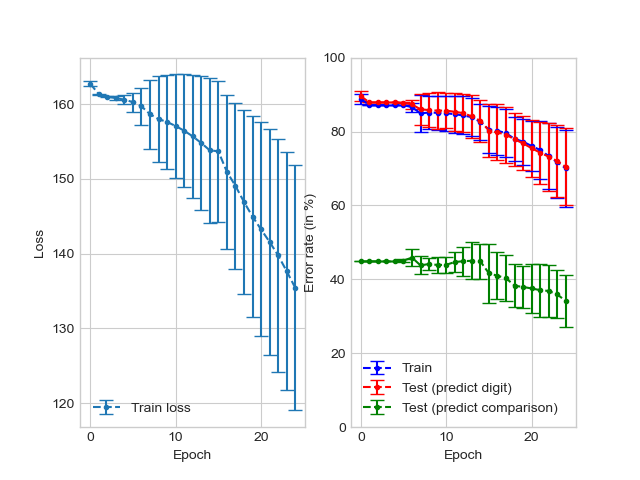 160
150
140
130
120
0
10
20
Epoch
Loss
Train loss
100
80
60
40
20
0
0
10
20
Epoch
Error rate (in %)
Train
Test (predict digit)
Test (predict comparison)